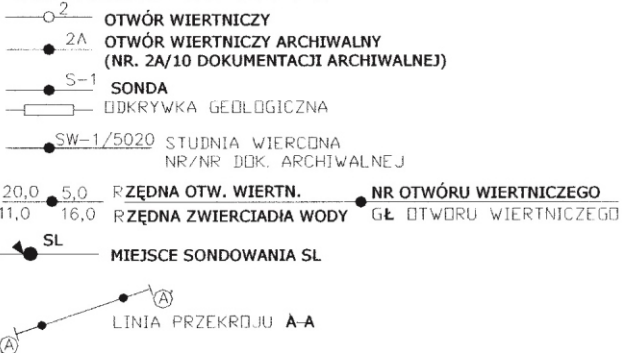 2 OTWÓR WIERTNICZY
2A OTWÓR WIERTNICZY ARCHIWALNY
(NR. 2A/10 DOKUMENTACJI ARCHIWALNEJ)
S-1 SONDA
ODKRYWKA GEOLOGICZNA
SW-1/5020 STUDNIA WIERCONA
NR/NR DOK. ARCHIWALNEJ
20,0 5,0 RZĘDNA OTW. WIERTN. NR OTWÓRU WIERTNICZEGO
11,0 16,0 RZĘDNA ZWIERCIADŁA WODY GŁ OTWORU WIERTNICZEGO
SL
MIEJSCE SONDOWANIA SL
A
LINIA PRZEKROJU A-A
A